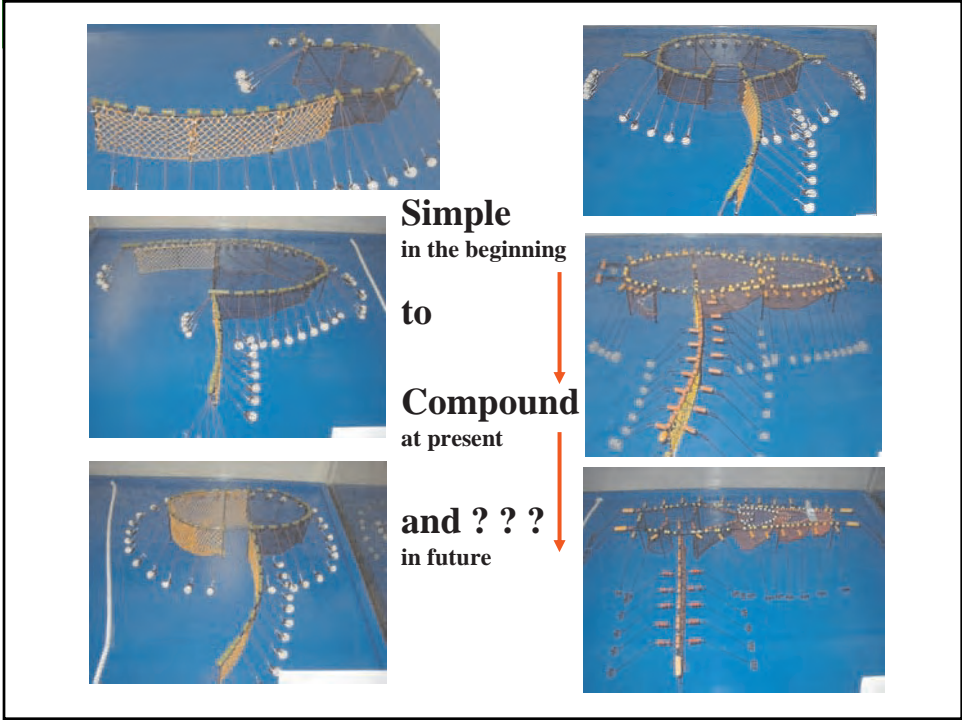 Simple
in the beginning
to
Compound
at present
and ? ? ?
in future